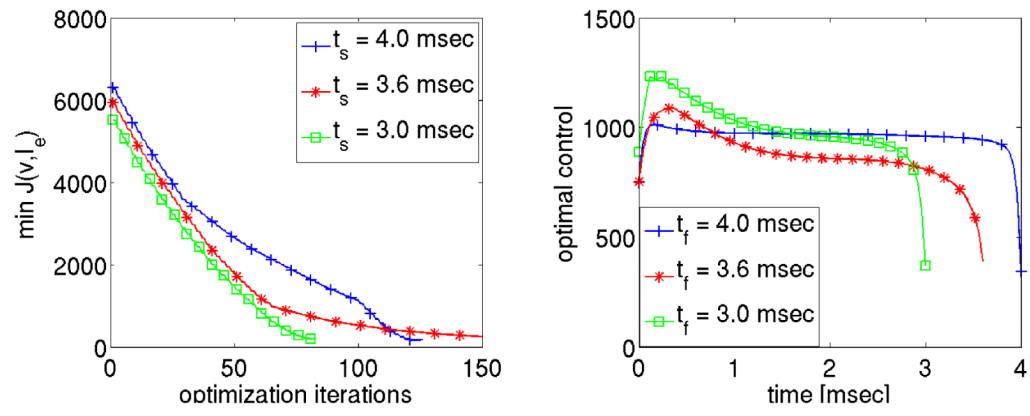 8000
6000
4000
2000
0
min J(v,I_e)
0 50 100 150
optimization iterations
t_s = 4.0 msec
t_s = 3.6 msec
t_s = 3.0 msec
1500
1000
500
0
optimal control
0 1 2 3 4
time [msec]
t_f = 4.0 msec
t_f = 3.6 msec
t_f = 3.0 msec